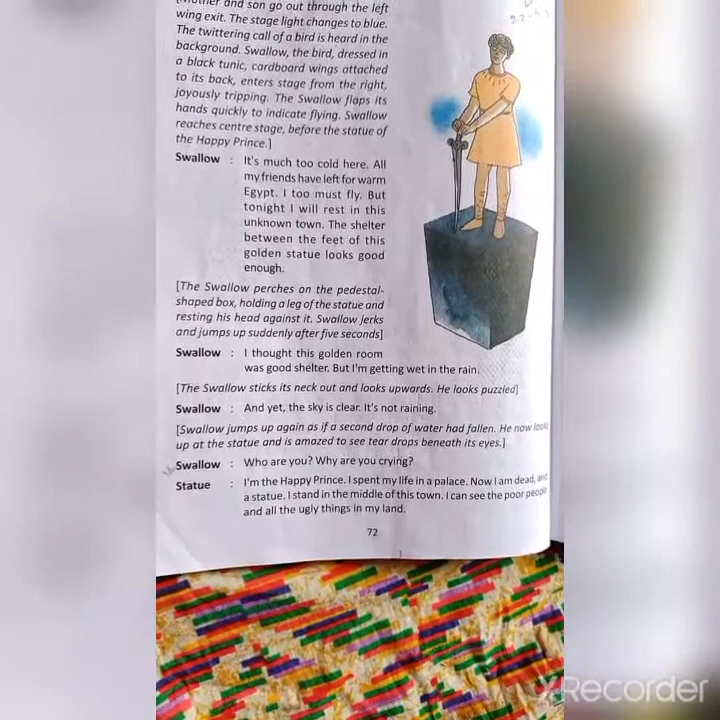 [Mother and son go out through the left
wing exit. The stage light changes to blue.
The twittering call of a bird is heard in the
background. Swallow, the bird, dressed in
a black tunic, cardboard wings attached
to its back, enters stage from the right,
joyously tripping. The Swallow flaps its
hands quickly to indicate flying. Swallow
reaches centre stage, before the statue of
the Happy Prince.]
Swallow : It's much too cold here. All
my friends have left for warm
Egypt. I too must fly. But
tonight I will rest in this
unknown town. The shelter
between the feet of this
golden statue looks good
enough.
[The Swallow perches on the pedestal-
shaped box, holding a leg of the statue and
resting his head against it. Swallow jerks
and jumps up suddenly after five seconds]
Swallow : I thought this golden room
was good shelter. But I'm getting wet in the rain.
[The Swallow sticks its neck out and looks upwards. He looks puzzled]
Swallow : And yet, the sky is clear. It's not raining.
[Swallow jumps up again as if a second drop of water had fallen. He now looks
up at the statue and is amazed to see tear drops beneath its eyes.]
Swallow : Who are you? Why are you crying?
Statue : I'm the Happy Prince. I spent my life in a palace. Now I am dead, and
a statue. I stand in the middle of this town. I can see the poor people
and all the ugly things in my land.
72
Recorder